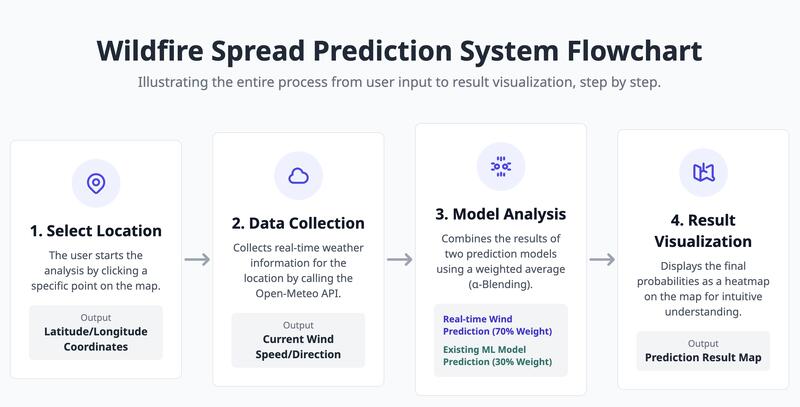 Wildfire Spread Prediction System Flowchart
Illustrating the entire process from user input to result visualization, step by step.
1. Select Location
The user starts the
analysis by clicking a
specific point on the map.
Output
Latitude/Longitude
Coordinates
2. Data Collection
Collects real-time weather
information for the
location by calling the
Open-Meteo API.
Output
Current Wind
Speed/Direction
3. Model Analysis
Combines the results of
two prediction models
using a weighted average
(α-Blending).
Real-time Wind
Prediction (70% Weight)
Existing ML Model
Prediction (30% Weight)
4. Result
Visualization
Displays the final
probabilities as a heatmap
on the map for intuitive
understanding.
Output
Prediction Result Map